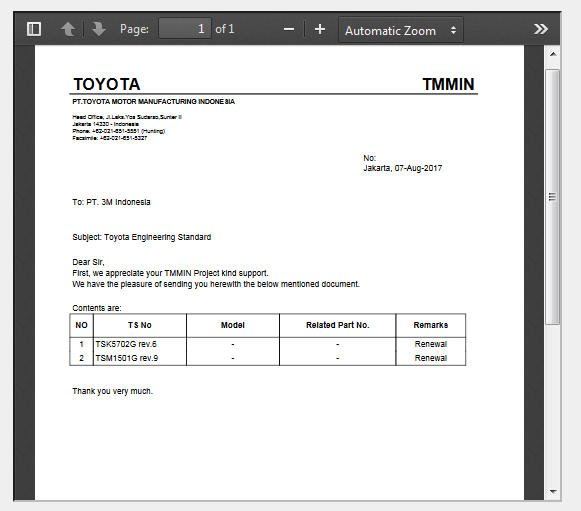 Page: 1 of 1 Automatic Zoom
TOYOTA TMMIN
PT.TOYOTA MOTOR MANUFACTURING INDONESIA
Head Office, Jl.Laks.Yos Sudarso,Sunter II
Jakarta 14330 - Indonesia
Phone: +62-021-651-5551 (Hunting)
Facsimile: +62-021-651-5327
No:
Jakarta, 07-Aug-2017
To: PT. 3M Indonesia
Subject: Toyota Engineering Standard
Dear Sir,
First, we appreciate your TMMIN Project kind support.
We have the pleasure of sending you herewith the below mentioned document.
Contents are:
NO TS No Model Related Part No. Remarks
1 TSK5702G rev.6 - - Renewal
2 TSM1501G rev.9 - - Renewal
Thank you very much.